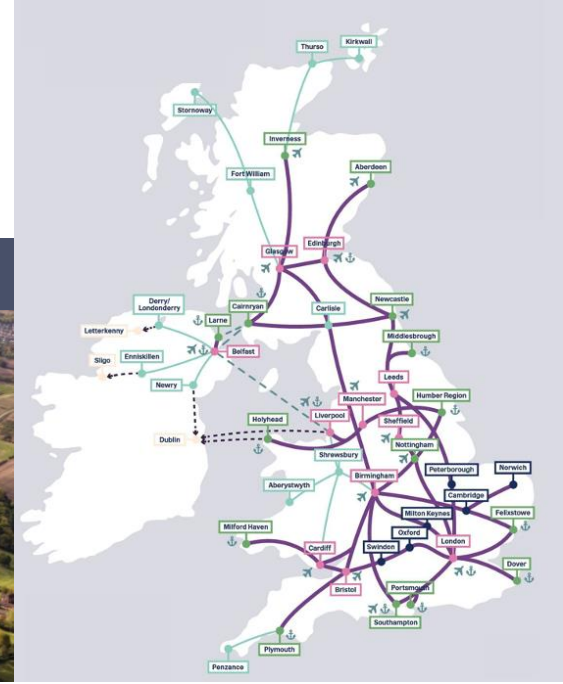 Kirkwall
Thurso
Stornoway
Inverness
Aberdeen
Fort William
Edinburgh
Glasgow
Derry/
Londonderry
Cairnryan
Newcastle
Larne
Carlisle
Letterkenny
Middlesbrough
Belfast
Sligo
Enniskillen
Newry
Leeds
Manchester
Humber Region
Holyhead
Liverpool
Sheffield
Dublin
Nottingham
Shrewsbury
Peterborough
Norwich
Birmingham
Aberystwyth
Cambridge
Milton Keynes
Felixstowe
Milford Haven
Oxford
London
Cardiff
Swindon
Dover
Bristol
Portsmouth
Southampton
Plymouth
Penzance